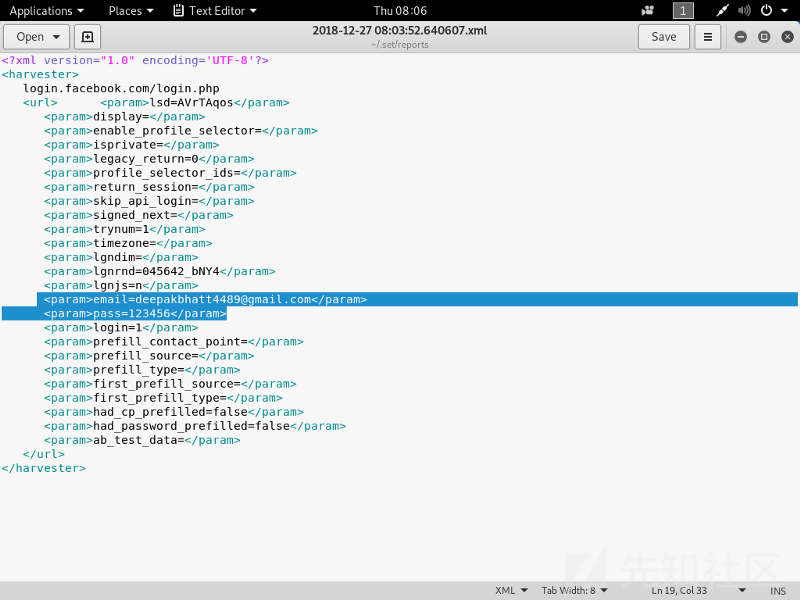 Applications Places Text Editor Thu 08:06 1
Open 2018-12-27 08:03:52.640607.xml Save
~/.set/reports
<?xml version="1.0" encoding='UTF-8'?>
<harvester>
   login.facebook.com/login.php
   <url>      <param>lsd=AVrTAqos</param>
      <param>display=</param>
      <param>enable_profile_selector=</param>
      <param>isprivate=</param>
      <param>legacy_return=0</param>
      <param>profile_selector_ids=</param>
      <param>return_session=</param>
      <param>skip_api_login=</param>
      <param>signed_next=</param>
      <param>trynum=1</param>
      <param>timezone=</param>
      <param>lgndim=</param>
      <param>lgnrnd=045642_bNY4</param>
      <param>lgnjs=n</param>
      <param>email=deepakbhatt4489@gmail.com</param>
      <param>pass=123456</param>
      <param>login=1</param>
      <param>prefill_contact_point=</param>
      <param>prefill_source=</param>
      <param>prefill_type=</param>
      <param>first_prefill_source=</param>
      <param>first_prefill_type=</param>
      <param>had_cp_prefilled=false</param>
      <param>had_password_prefilled=false</param>
      <param>ab_test_data=</param>
   </url>
</harvester>
先知社区
XML Tab Width: 8 Ln 19, Col 33 INS